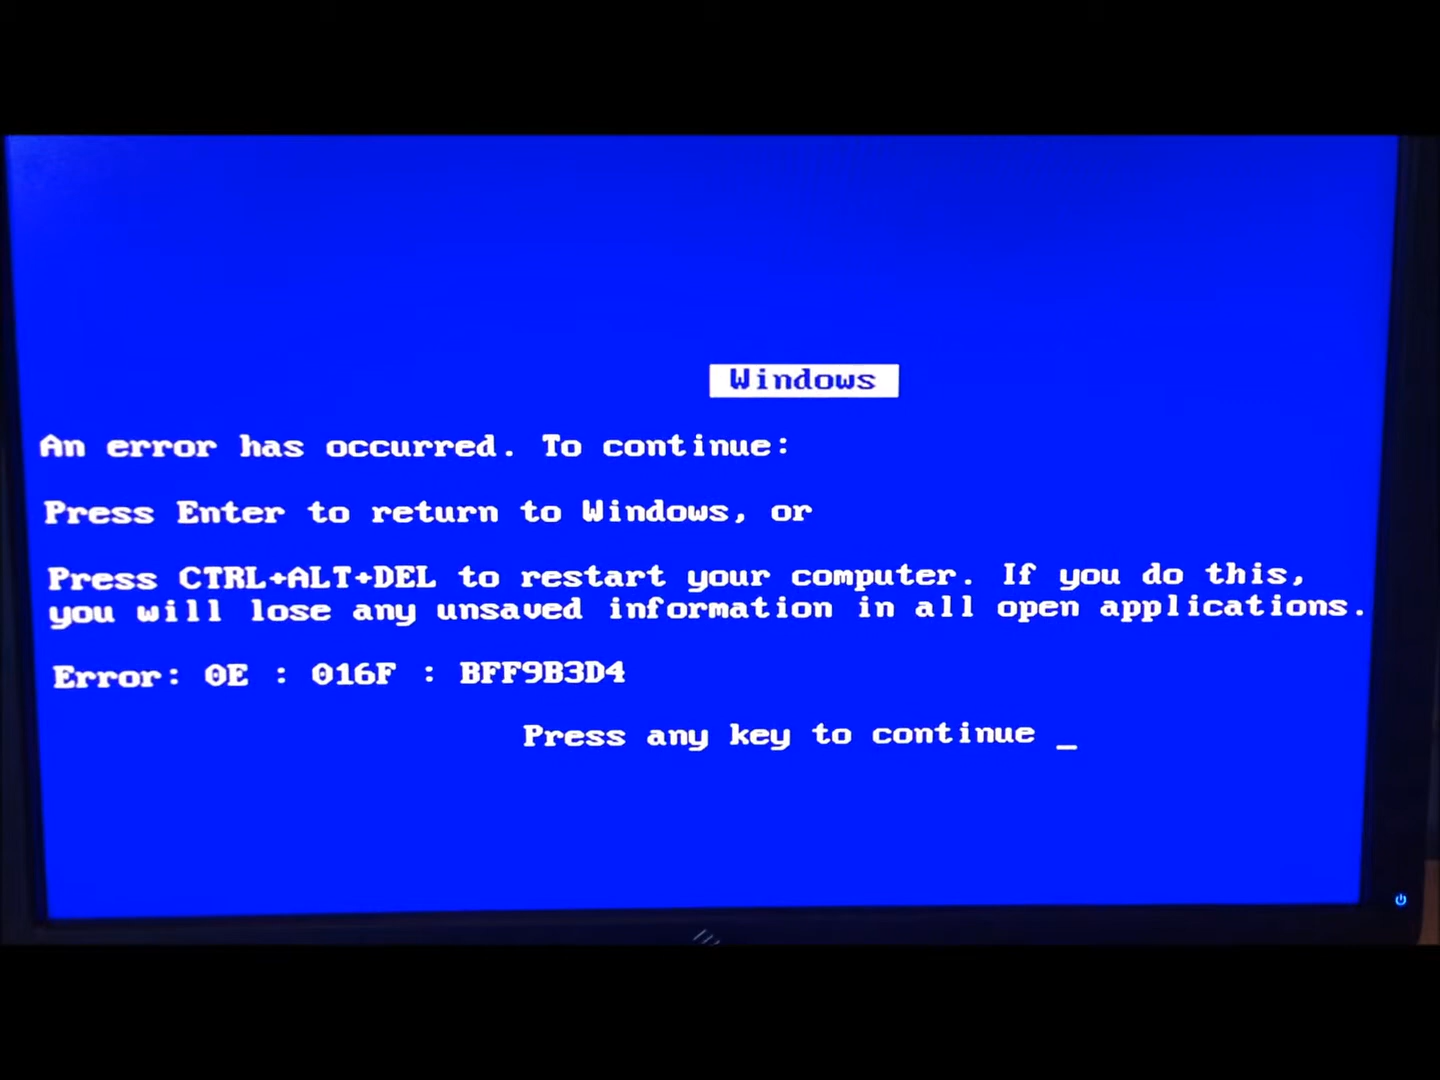 Windows
An error has occurred. To continue:
Press Enter to return to Windows, or
Press CTRL+ALT+DEL to restart your computer. If you do this,
you will lose any unsaved information in all open applications.
Error: 0E : 016F : BFF9B3D4
Press any key to continue _